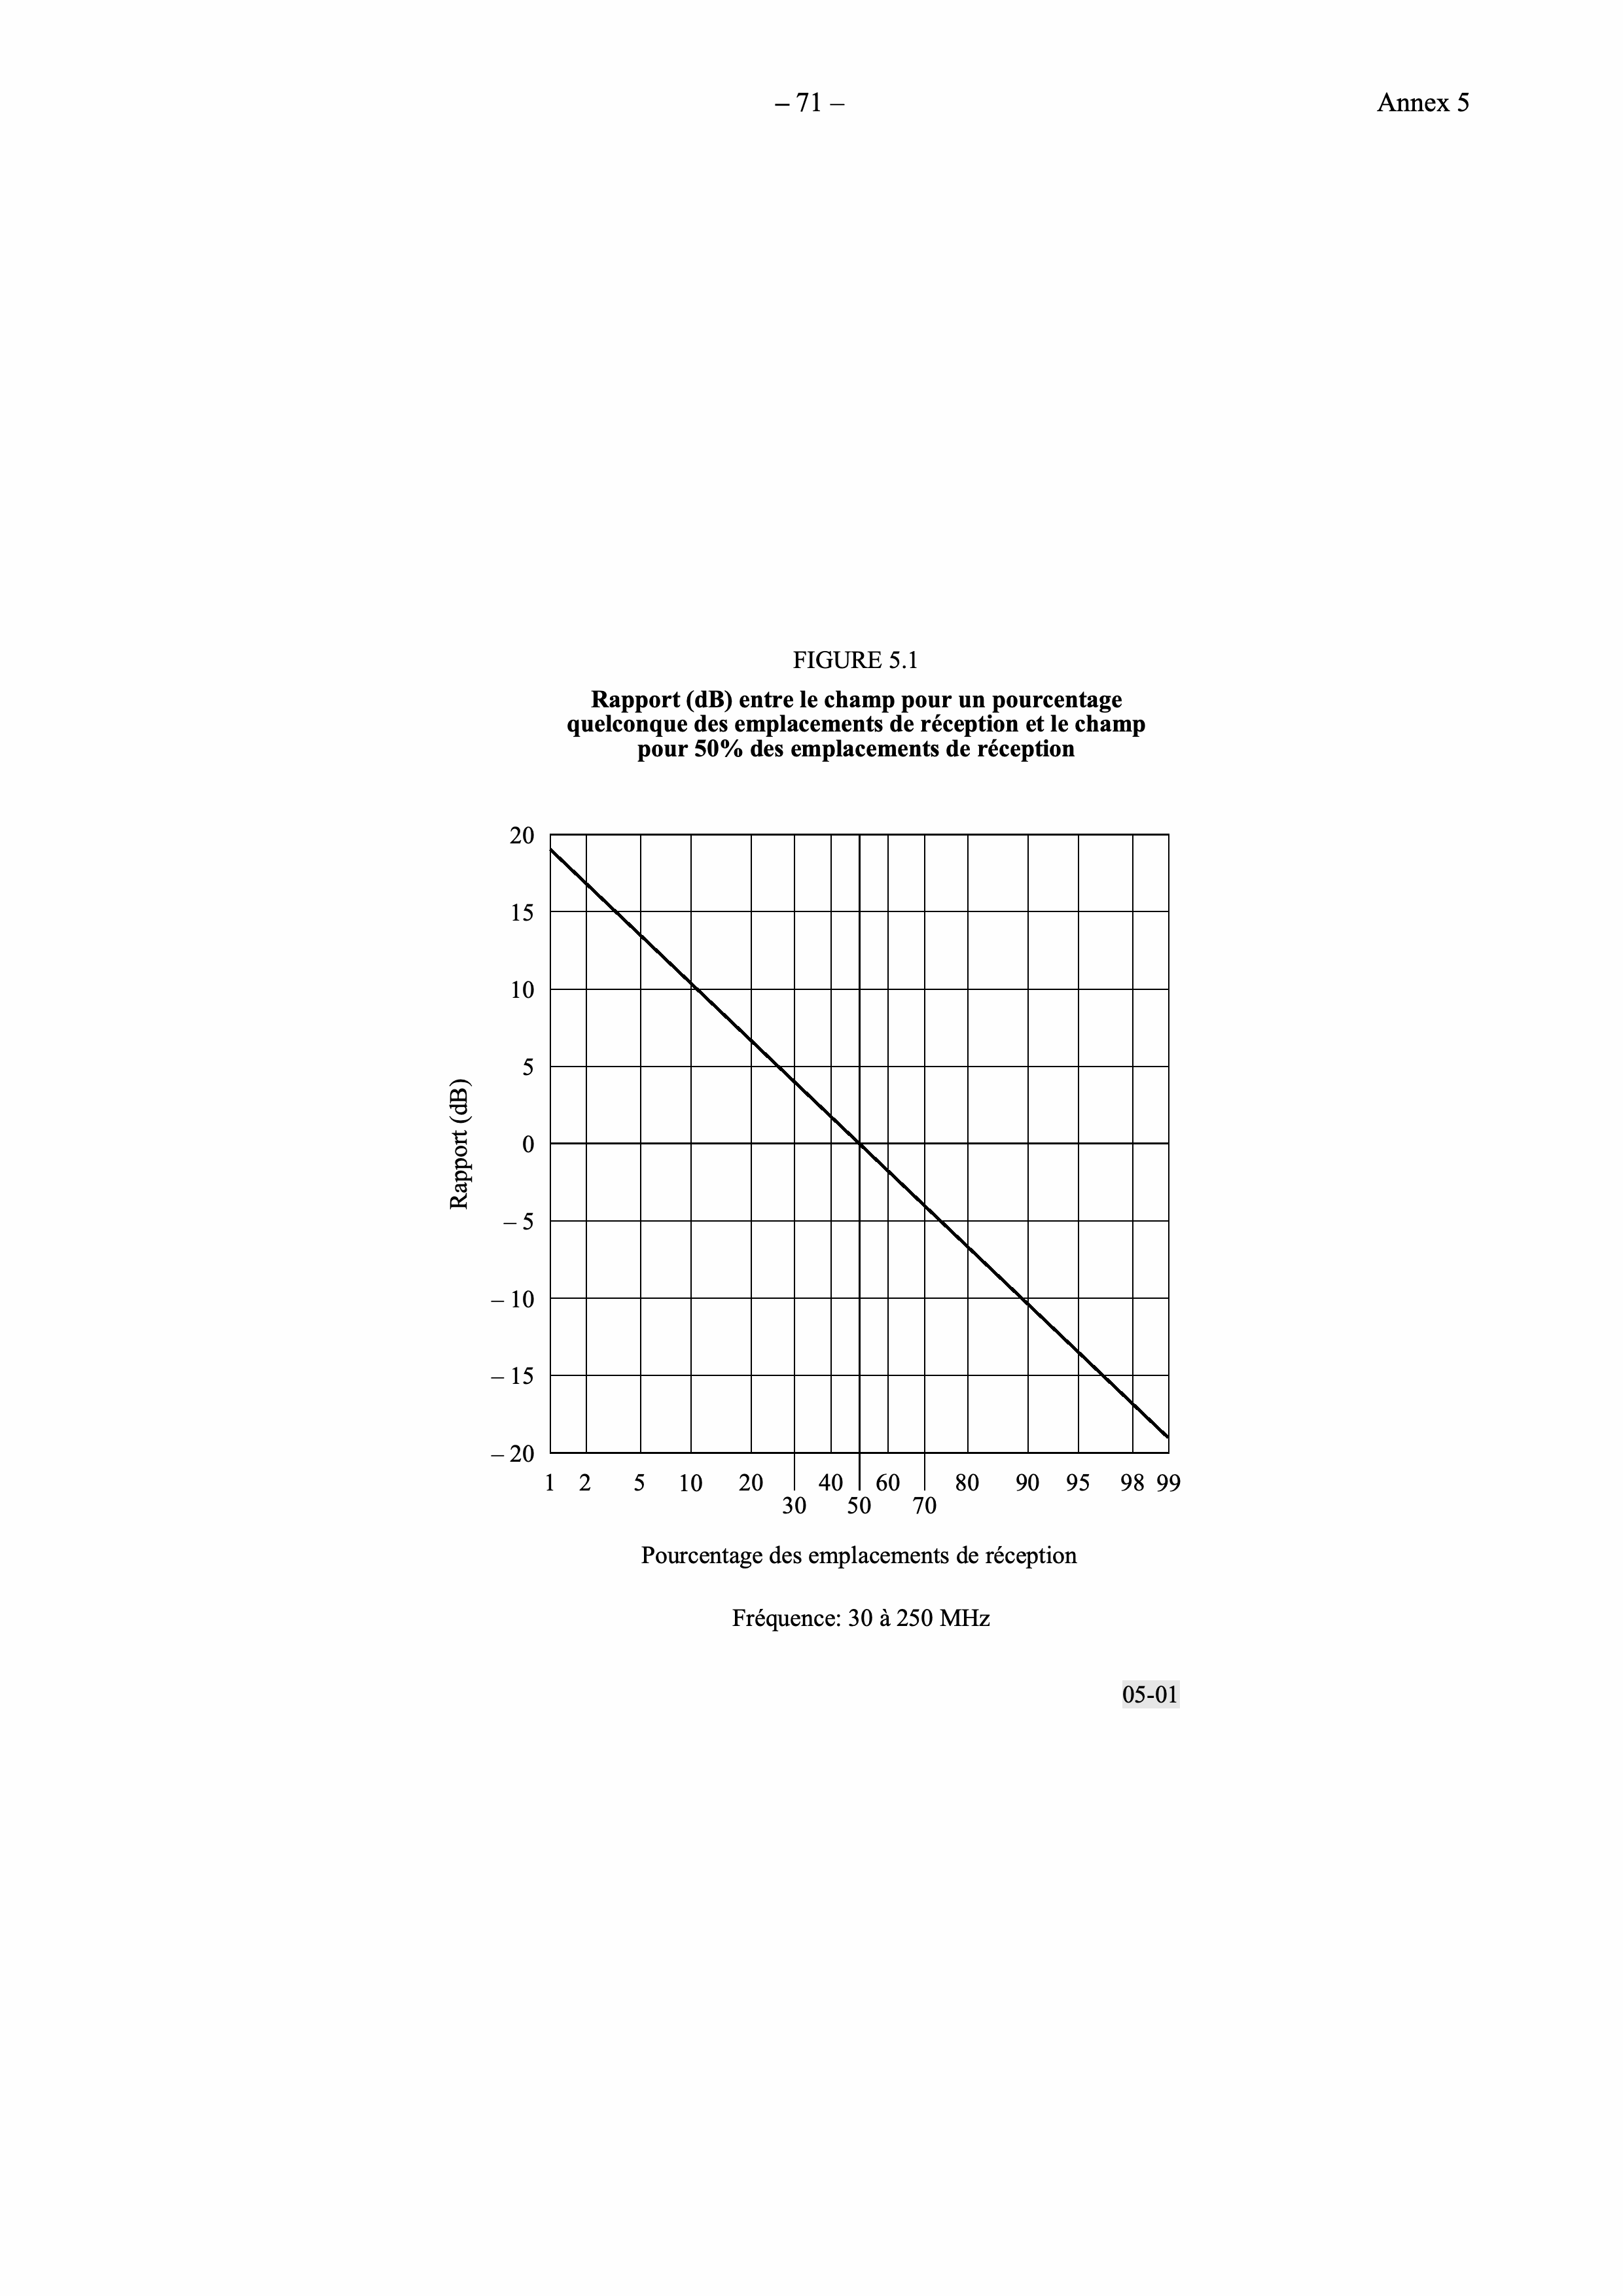 – 71 –
Annex 5
FIGURE 5.1
Rapport (dB) entre le champ pour un pourcentage
quelconque des emplacements de réception et le champ
pour 50% des emplacements de réception
20
15
10
5
0
– 5
– 10
– 15
– 20
Rapport (dB)
1 2 5 10 20 40 60 80 90 95 98 99
30 50 70
Pourcentage des emplacements de réception
Fréquence: 30 à 250 MHz
05-01